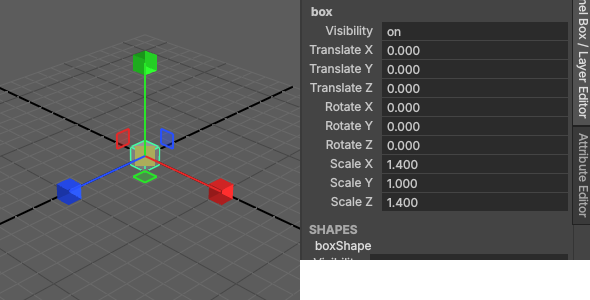 box
Visibility on
Translate X 0.000
Translate Y 0.000
Translate Z 0.000
Rotate X 0.000
Rotate Y 0.000
Rotate Z 0.000
Scale X 1.400
Scale Y 1.000
Scale Z 1.400
SHAPES
boxShape
Box / Layer Editor
Attribute Editor